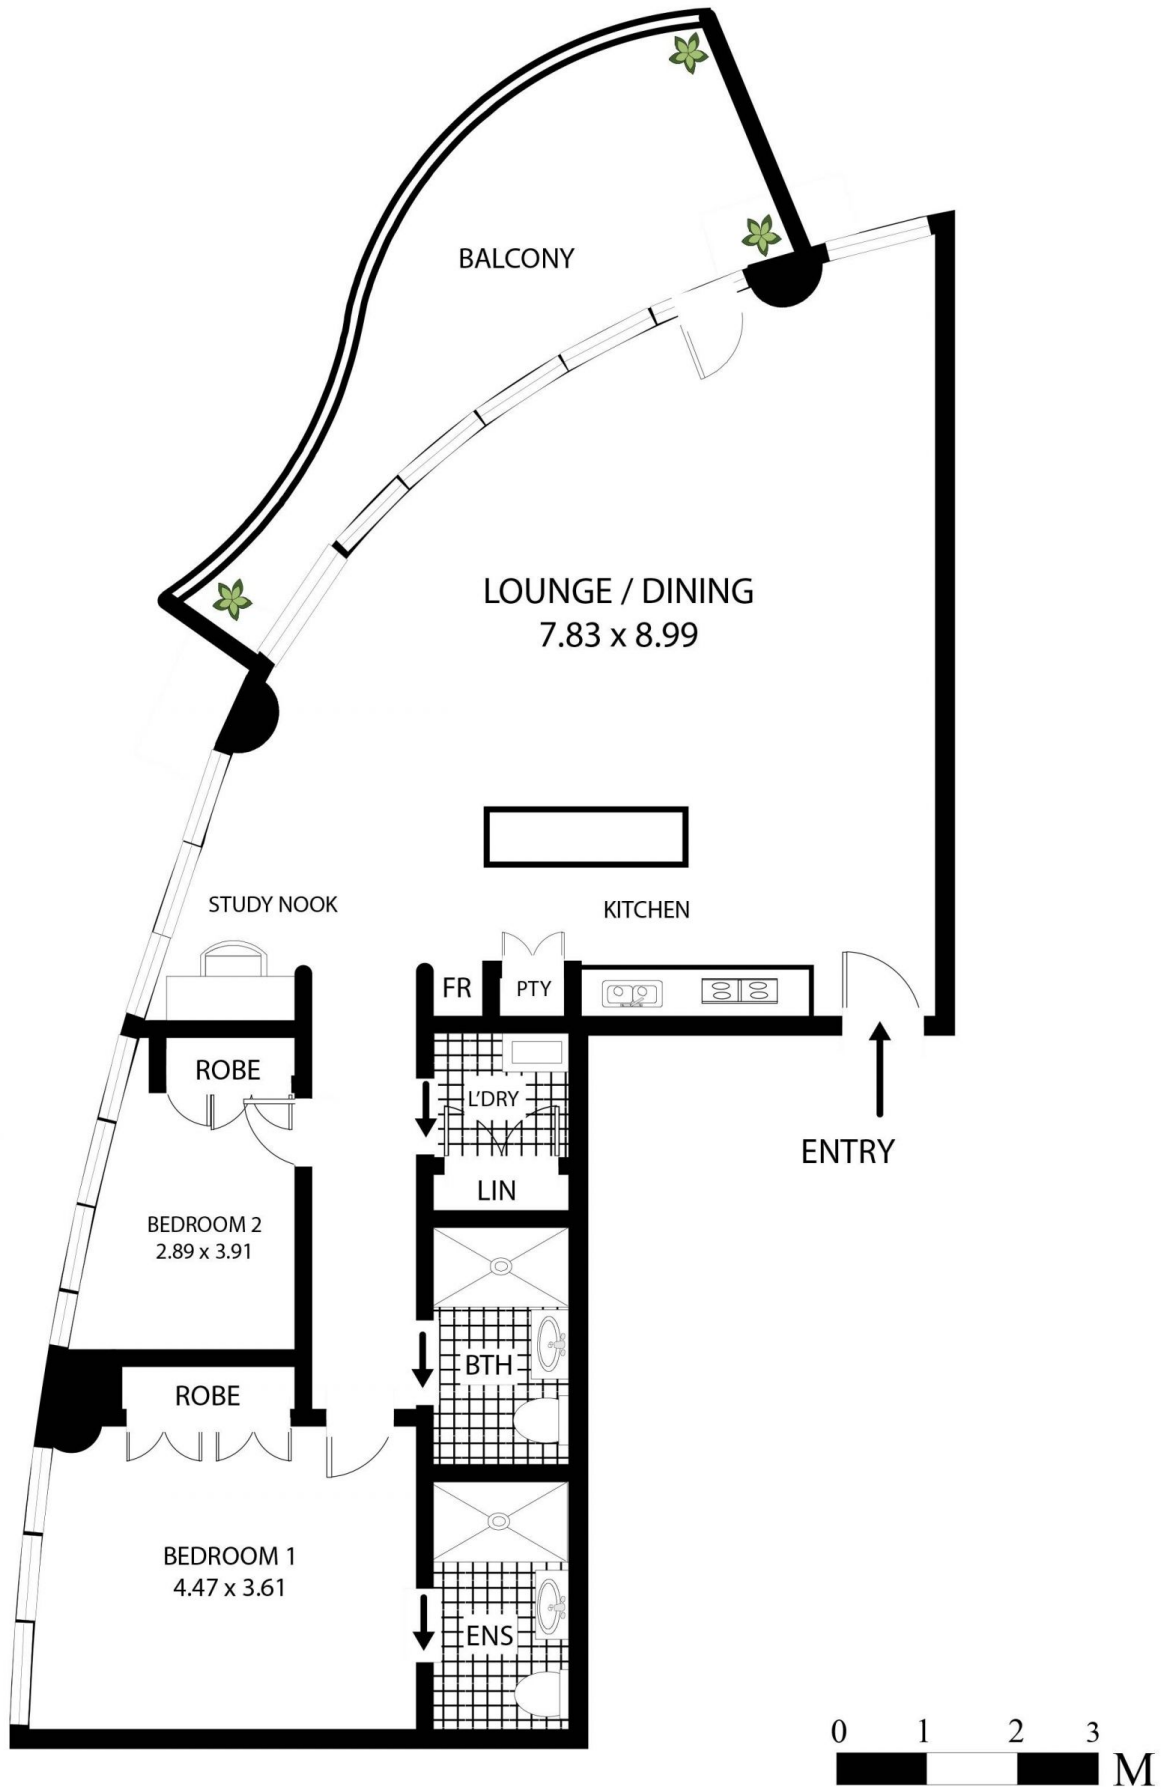 BALCONY
LOUNGE / DINING
7.83 x 8.99
STUDY NOOK
KITCHEN
FR
PTY
ROBE
L'DRY
ENTRY
LIN
BEDROOM 2
2.89 x 3.91
BTH
ROBE
BEDROOM 1
4.47 x 3.61
ENS
0 1 2 3
M